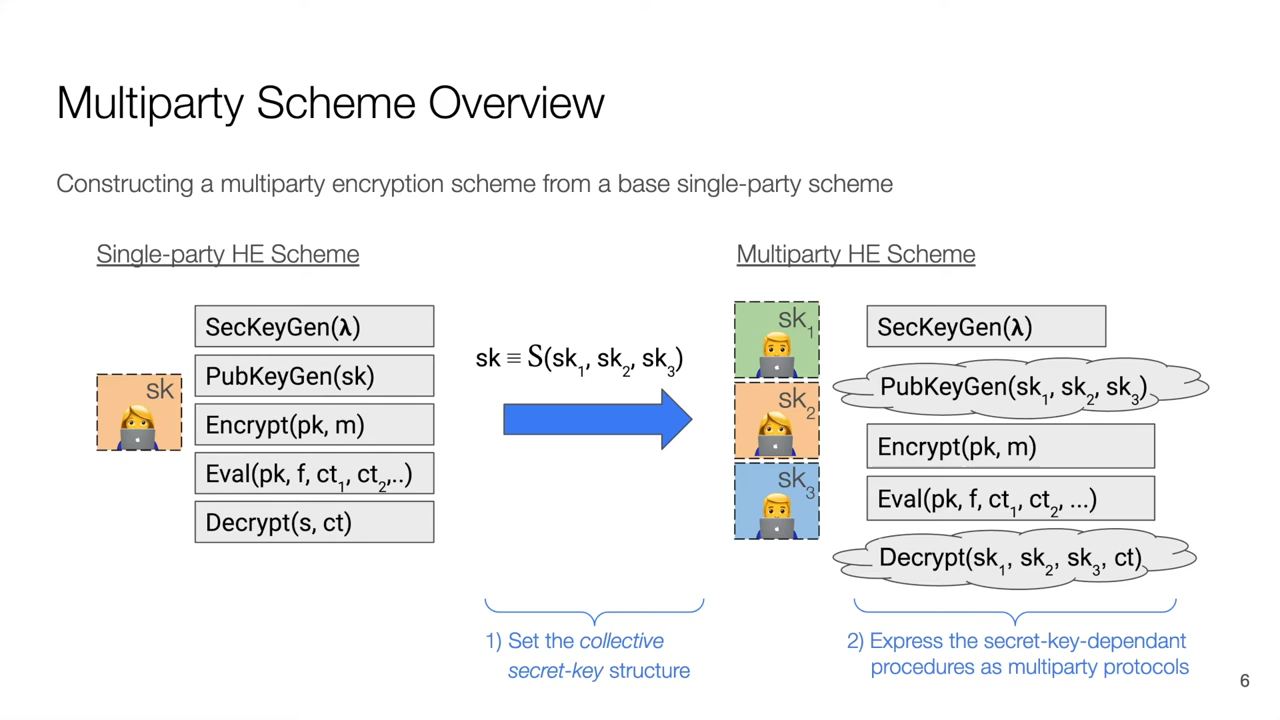 Multiparty Scheme Overview
Constructing a multiparty encryption scheme from a base single-party scheme
Single-party HE Scheme
sk
SecKeyGen(λ)
PubKeyGen(sk)
Encrypt(pk, m)
Eval(pk, f, ct₁, ct₂,..)
Decrypt(s, ct)
sk ≡ S(sk₁, sk₂, sk₃)
1) Set the collective
secret-key structure
Multiparty HE Scheme
sk₁
sk₂
sk₃
SecKeyGen(λ)
PubKeyGen(sk₁, sk₂, sk₃)
Encrypt(pk, m)
Eval(pk, f, ct₁, ct₂, ...)
Decrypt(sk₁, sk₂, sk₃, ct)
2) Express the secret-key-dependant
procedures as multiparty protocols
6